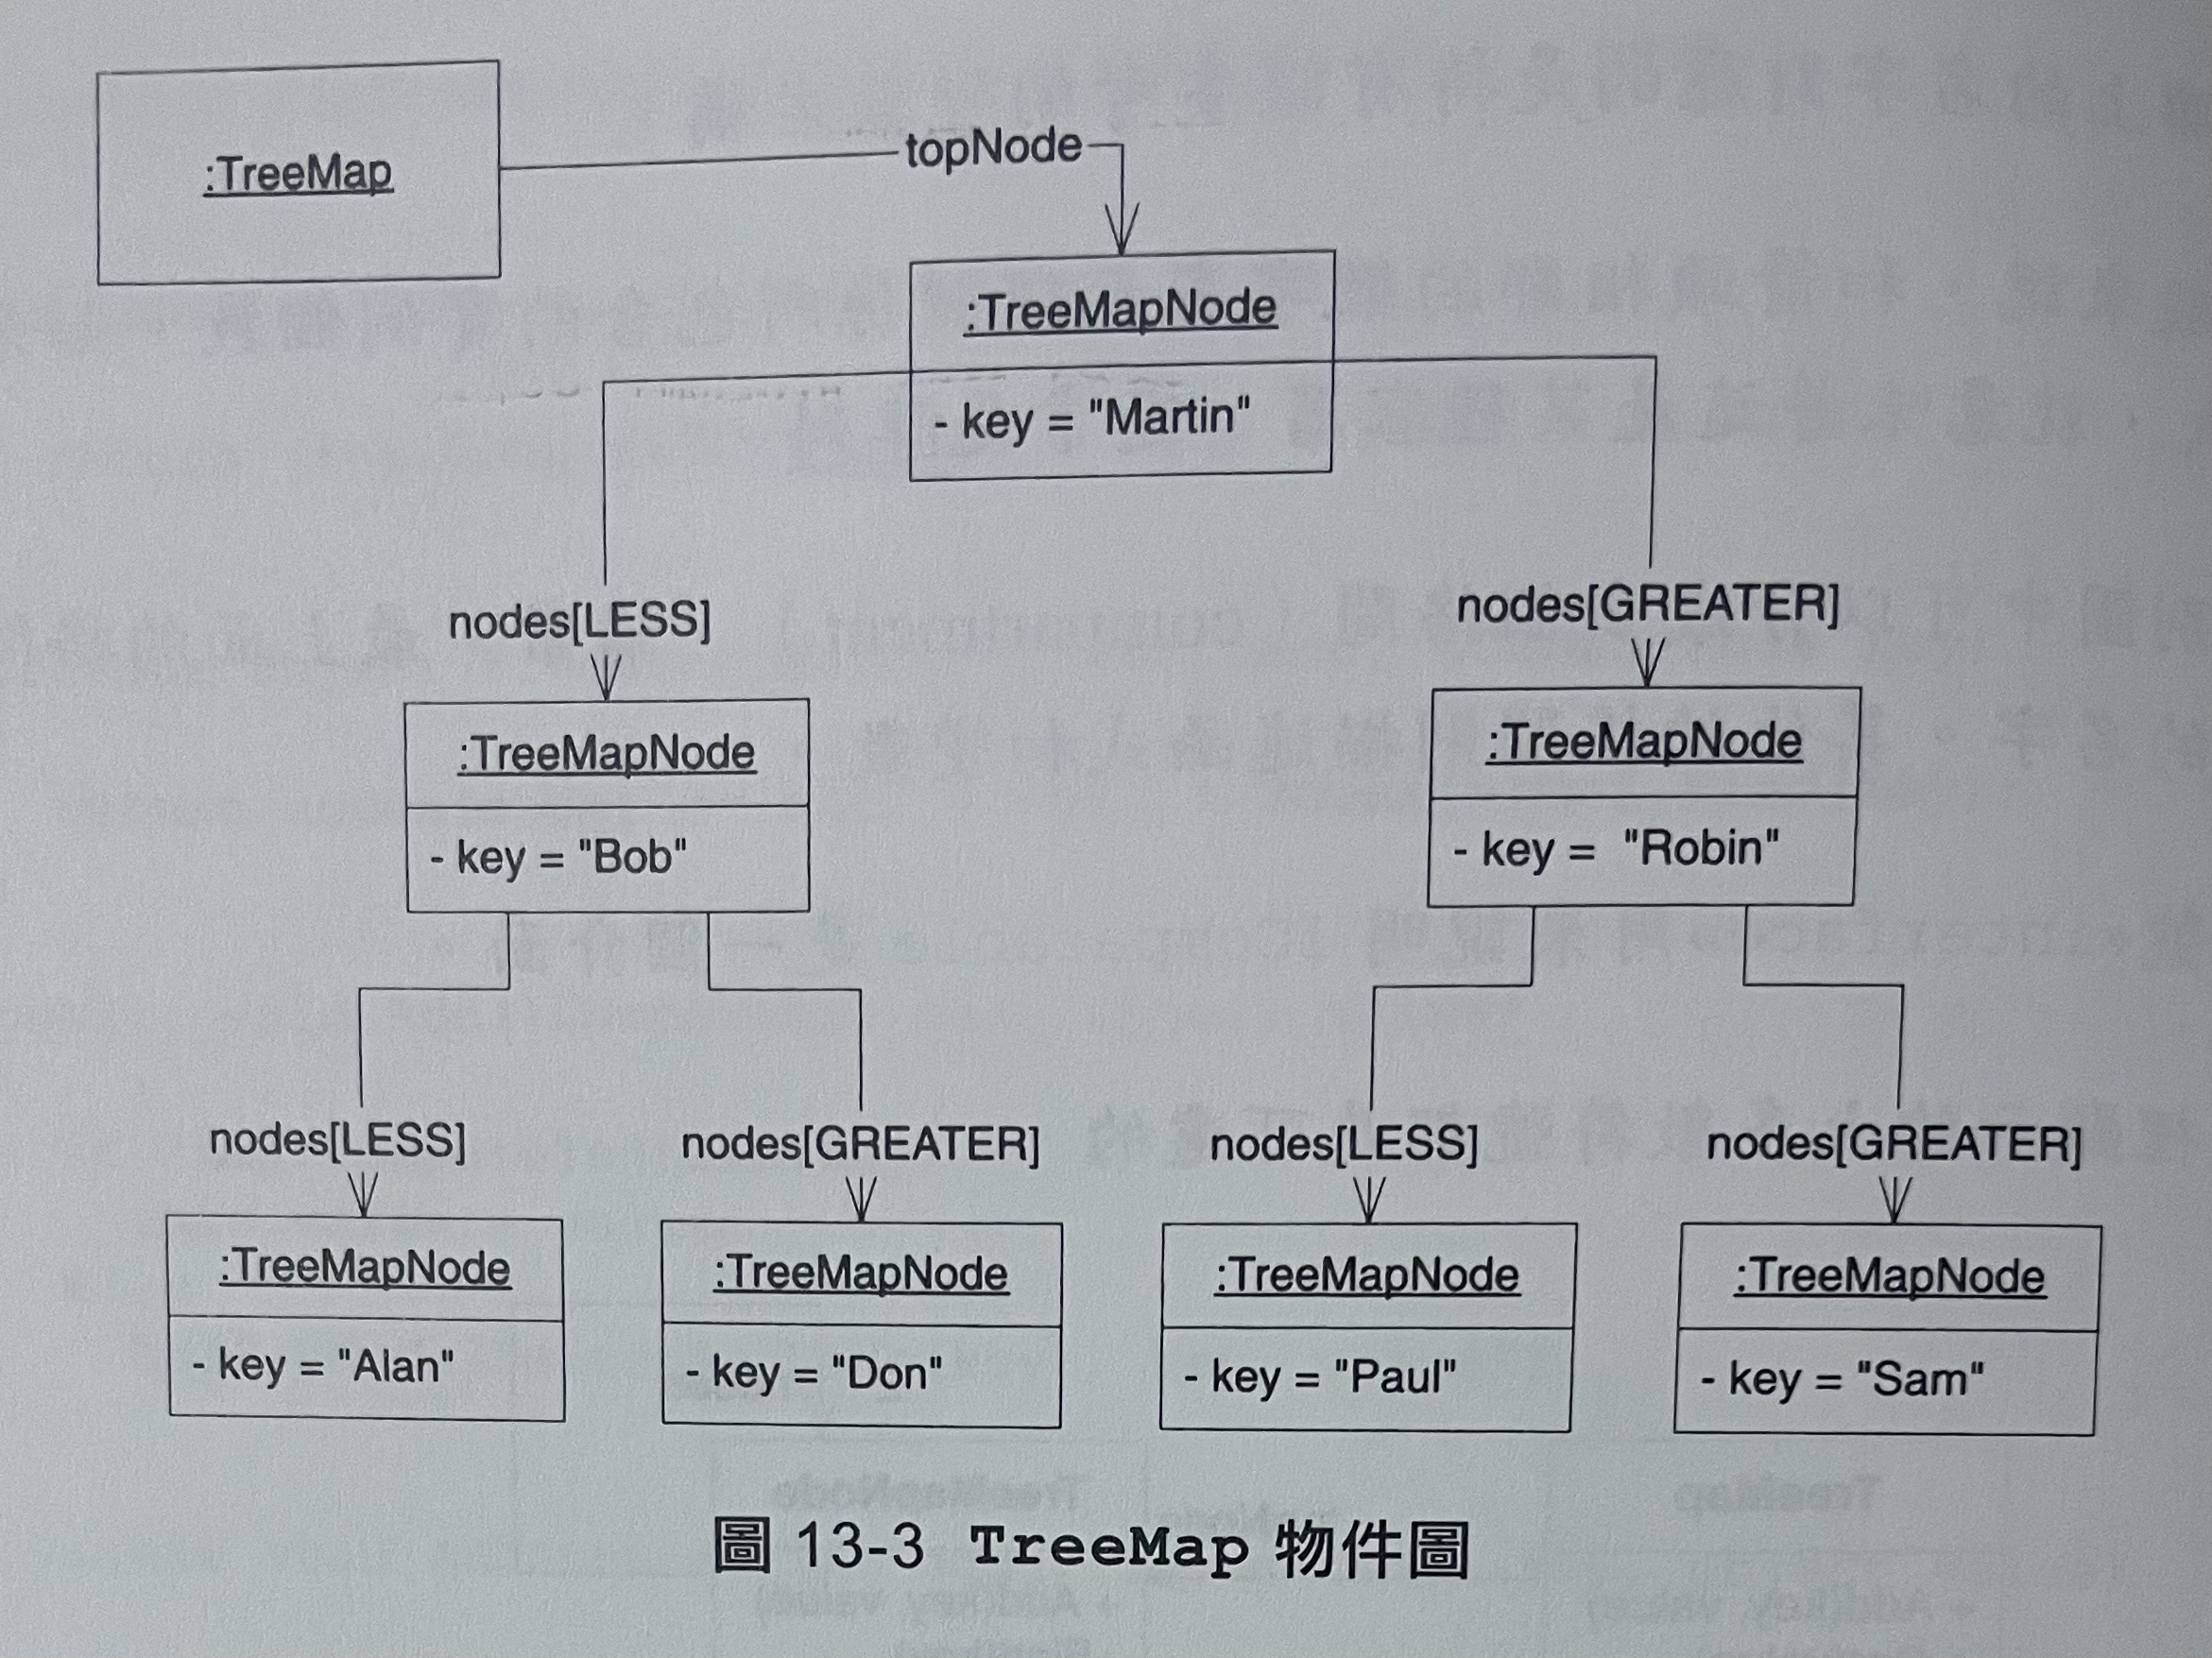 :TreeMap
topNode
:TreeMapNode
- key = "Martin"
nodes[LESS]
nodes[GREATER]
:TreeMapNode
- key = "Bob"
:TreeMapNode
- key = "Robin"
nodes[LESS]
nodes[GREATER]
nodes[LESS]
nodes[GREATER]
:TreeMapNode
- key = "Alan"
:TreeMapNode
- key = "Don"
:TreeMapNode
- key = "Paul"
:TreeMapNode
- key = "Sam"
圖 13-3 TreeMap 物件圖